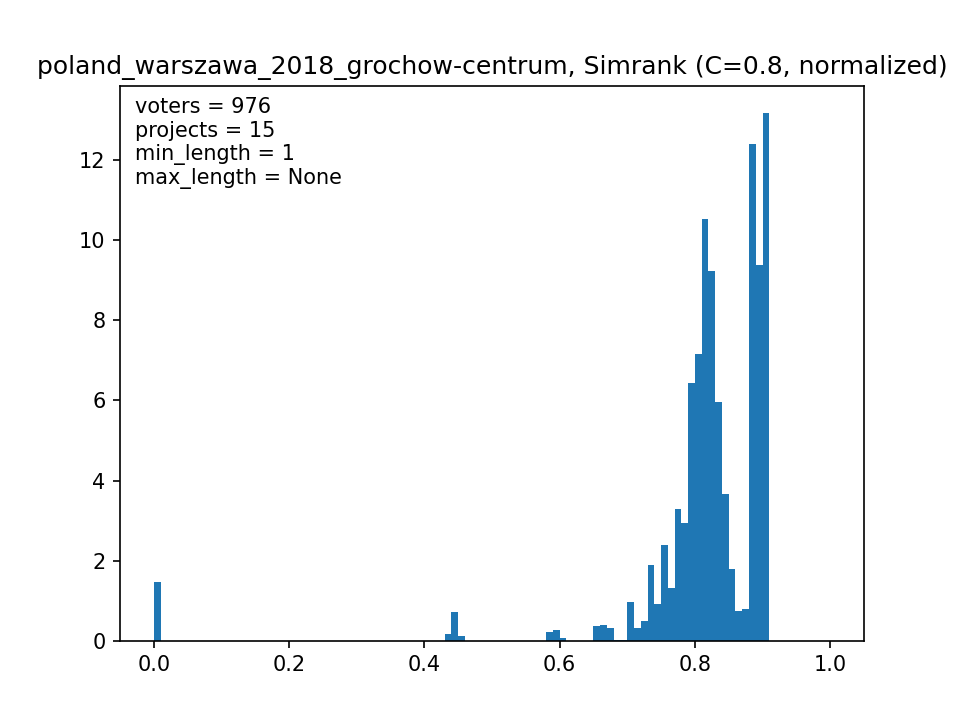 poland_warszawa_2018_grochow-centrum, Simrank (C=0.8, normalized)
voters = 976
projects = 15
min_length = 1
max_length = None
12
10
8
6
4
2
0
0.0 0.2 0.4 0.6 0.8 1.0